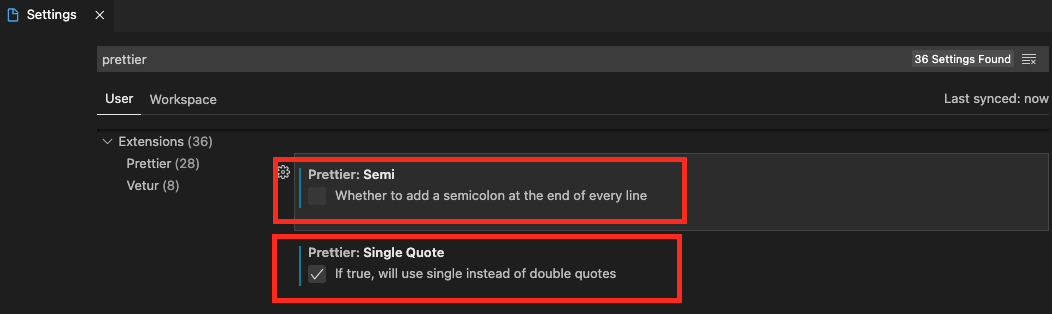 Settings
prettier
36 Settings Found
User Workspace
Last synced: now
Extensions (36)
Prettier (28)
Vetur (8)
Prettier: Semi
Whether to add a semicolon at the end of every line
Prettier: Single Quote
If true, will use single instead of double quotes